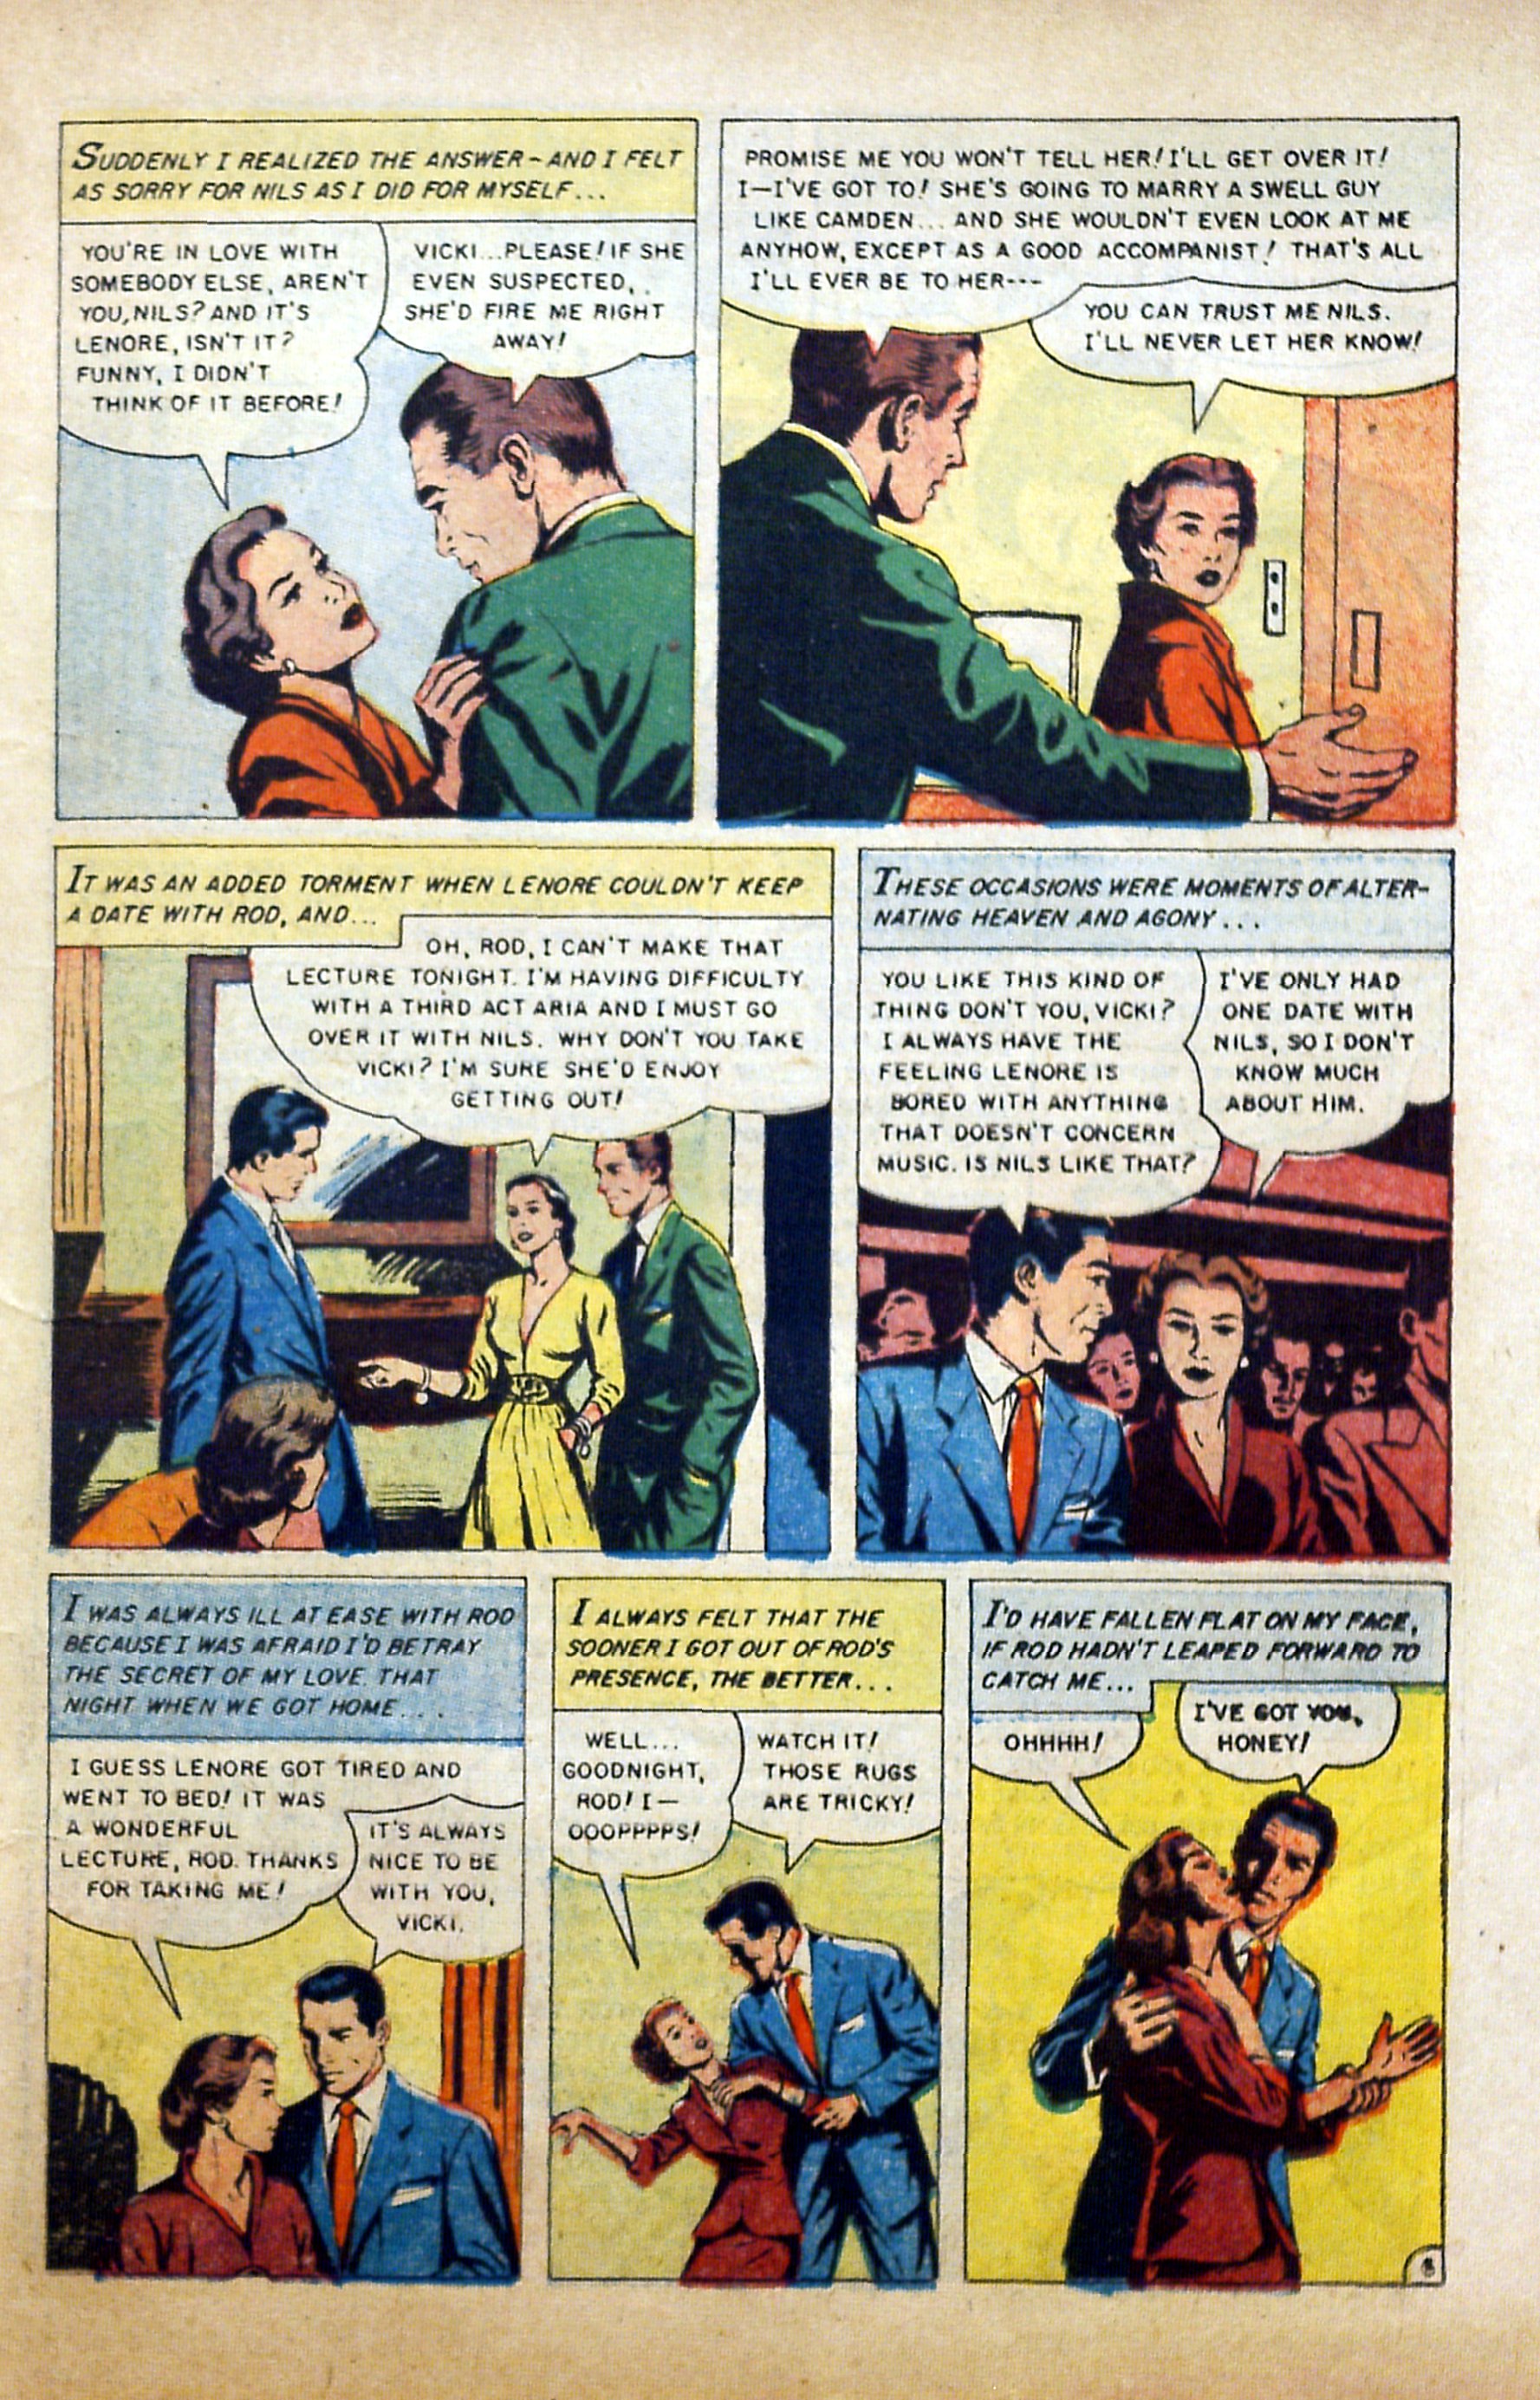 SUDDENLY I REALIZED THE ANSWER – AND I FELT
AS SORRY FOR NILS AS I DID FOR MYSELF...
YOU'RE IN LOVE WITH
SOMEBODY ELSE, AREN'T
YOU, NILS? AND IT'S
LENORE, ISN'T IT?
FUNNY, I DIDN'T
THINK OF IT BEFORE!
VICKI...PLEASE! IF SHE
EVEN SUSPECTED,
SHE'D FIRE ME RIGHT
AWAY!
PROMISE ME YOU WON'T TELL HER! I'LL GET OVER IT!
I—I'VE GOT TO! SHE'S GOING TO MARRY A SWELL GUY
LIKE CAMDEN... AND SHE WOULDN'T EVEN LOOK AT ME
ANYHOW, EXCEPT AS A GOOD ACCOMPANIST! THAT'S ALL
I'LL EVER BE TO HER---
YOU CAN TRUST ME NILS.
I'LL NEVER LET HER KNOW!
IT WAS AN ADDED TORMENT WHEN LENORE COULDN'T KEEP
A DATE WITH ROD, AND...
OH, ROD, I CAN'T MAKE THAT
LECTURE TONIGHT. I'M HAVING DIFFICULTY
WITH A THIRD ACT ARIA AND I MUST GO
OVER IT WITH NILS. WHY DON'T YOU TAKE
VICKI? I'M SURE SHE'D ENJOY
GETTING OUT!
THESE OCCASIONS WERE MOMENTS OF ALTER-
NATING HEAVEN AND AGONY...
YOU LIKE THIS KIND OF
THING DON'T YOU, VICKI?
I ALWAYS HAVE THE
FEELING LENORE IS
BORED WITH ANYTHING
THAT DOESN'T CONCERN
MUSIC. IS NILS LIKE THAT?
I'VE ONLY HAD
ONE DATE WITH
NILS, SO I DON'T
KNOW MUCH
ABOUT HIM.
I WAS ALWAYS ILL AT EASE WITH ROD
BECAUSE I WAS AFRAID I'D BETRAY
THE SECRET OF MY LOVE. THAT
NIGHT WHEN WE GOT HOME...
I GUESS LENORE GOT TIRED AND
WENT TO BED! IT WAS
A WONDERFUL
LECTURE, ROD. THANKS
FOR TAKING ME!
IT'S ALWAYS
NICE TO BE
WITH YOU,
VICKI.
I ALWAYS FELT THAT THE
SOONER I GOT OUT OF ROD'S
PRESENCE, THE BETTER...
WELL...
GOODNIGHT,
ROD! I—
OOOPPPPS!
WATCH IT!
THOSE RUGS
ARE TRICKY!
I'D HAVE FALLEN FLAT ON MY FACE,
IF ROD HADN'T LEAPED FORWARD TO
CATCH ME...
OHHHH!
I'VE GOT YOU,
HONEY!